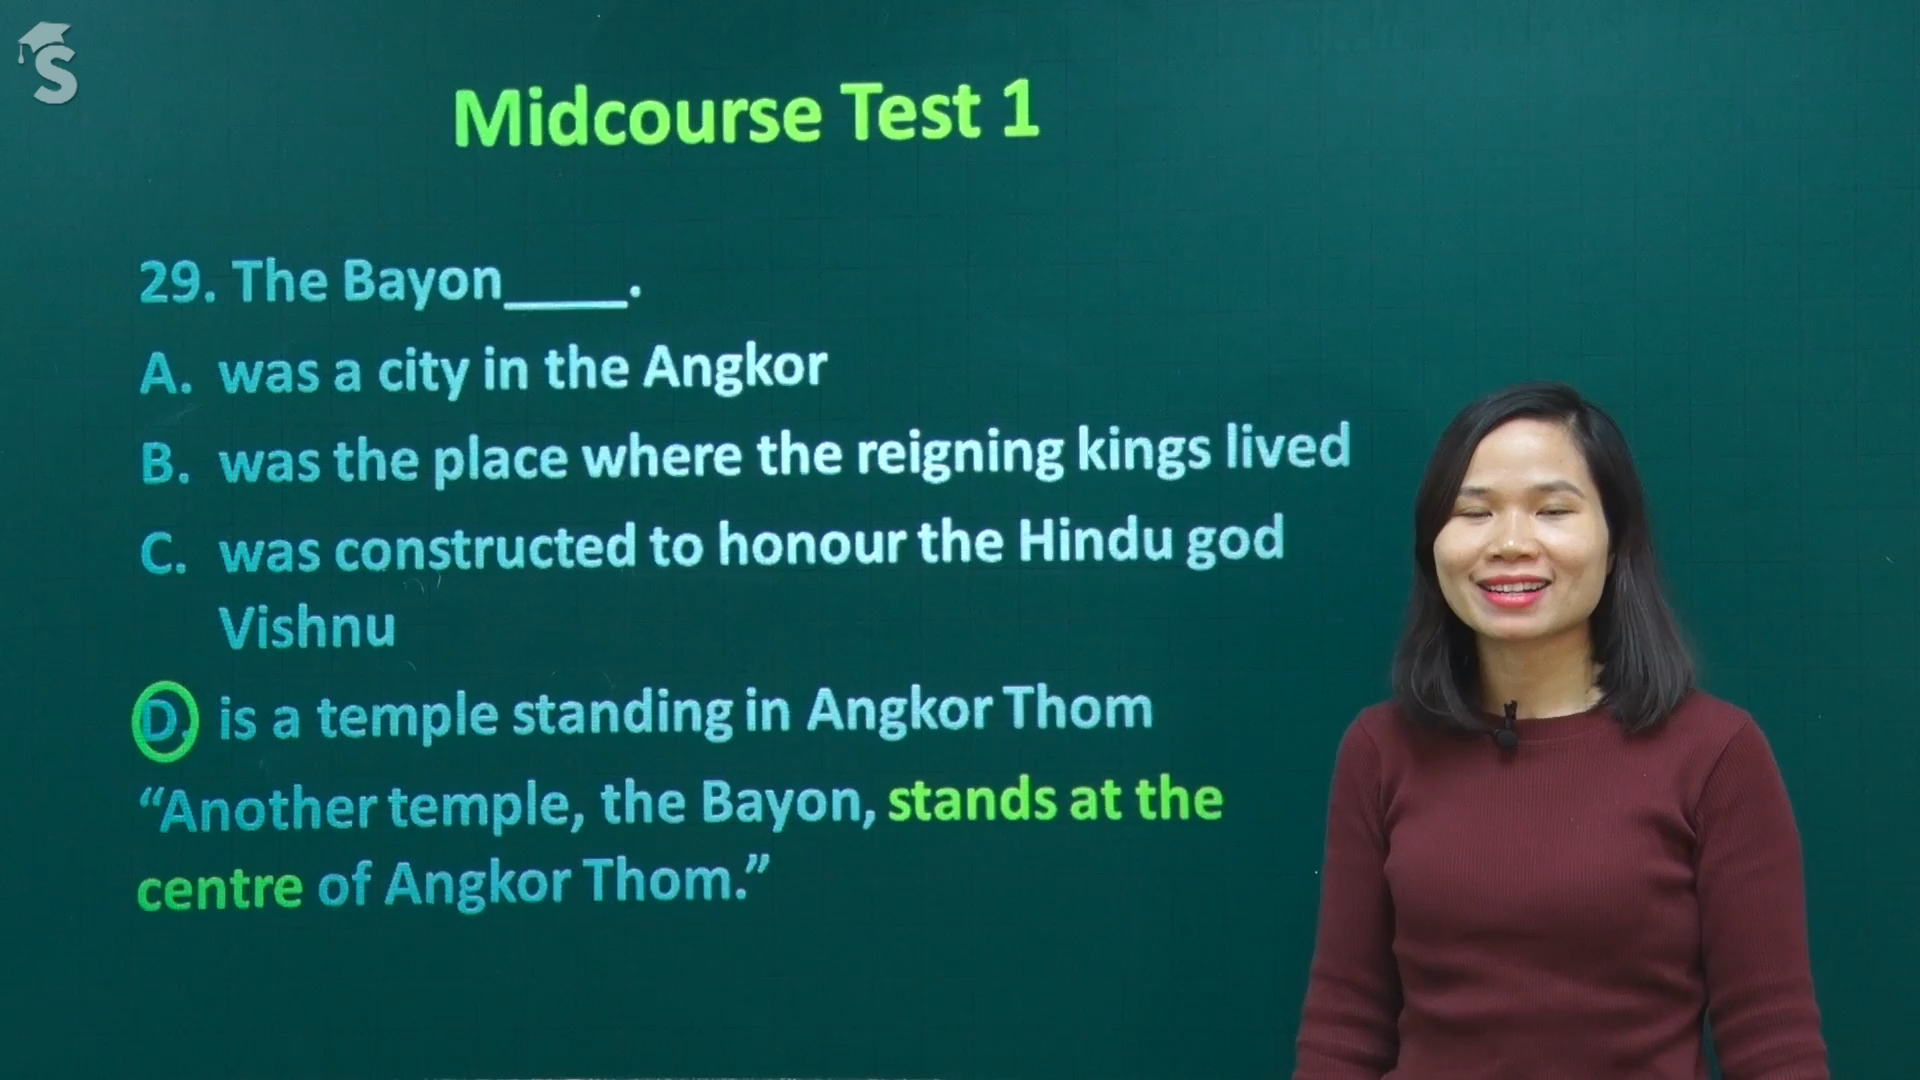 S
Midcourse Test 1
29. The Bayon____.
A. was a city in the Angkor
B. was the place where the reigning kings lived
C. was constructed to honour the Hindu god
Vishnu
D. is a temple standing in Angkor Thom
“Another temple, the Bayon, stands at the
centre of Angkor Thom.”